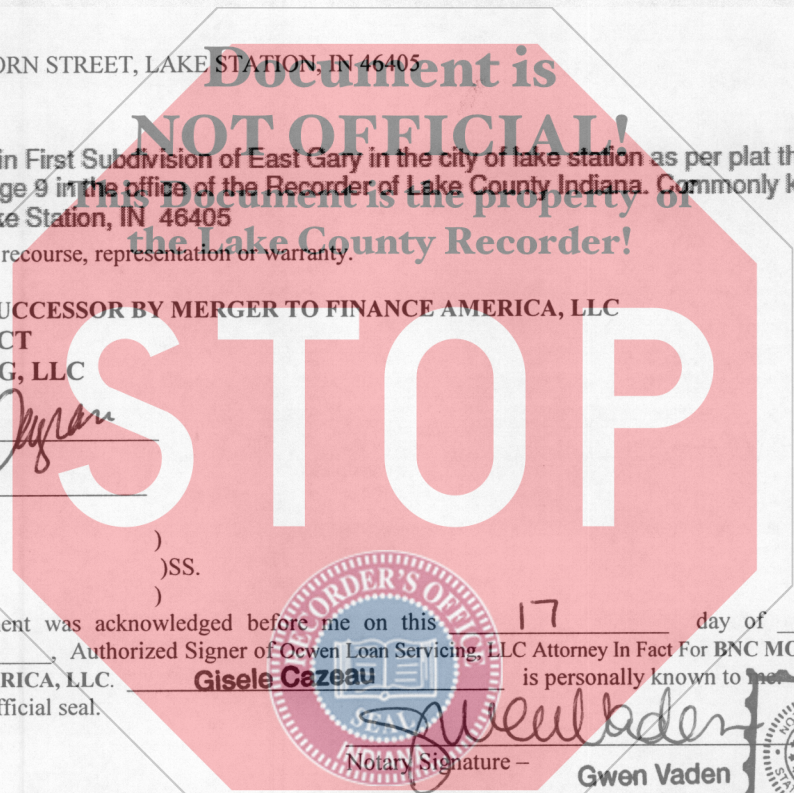 ORN STREET, LAKE STATION, IN 46405
Document is
NOT OFFICIAL!
in First Subdivision of East Gary in the city of lake station as per plat th
ge 9 in the office of the Recorder of Lake County Indiana. Commonly k
This Document is the property of
ke Station, IN 46405
the Lake County Recorder!
recourse, representation or warranty.
UCCESSOR BY MERGER TO FINANCE AMERICA, LLC
CT
G, LLC
STOP
)
)SS.
)
RECORDER'S OFFICE
ent was acknowledged before me on this 17 day of
, Authorized Signer of Ocwen Loan Servicing, LLC Attorney In Fact For BNC MO
RICA, LLC. Gisele Cazeau is personally known to me.
fficial seal.
SEAL
INDIANA
Gwen Vaden
Notary Signature –
Gwen Vaden